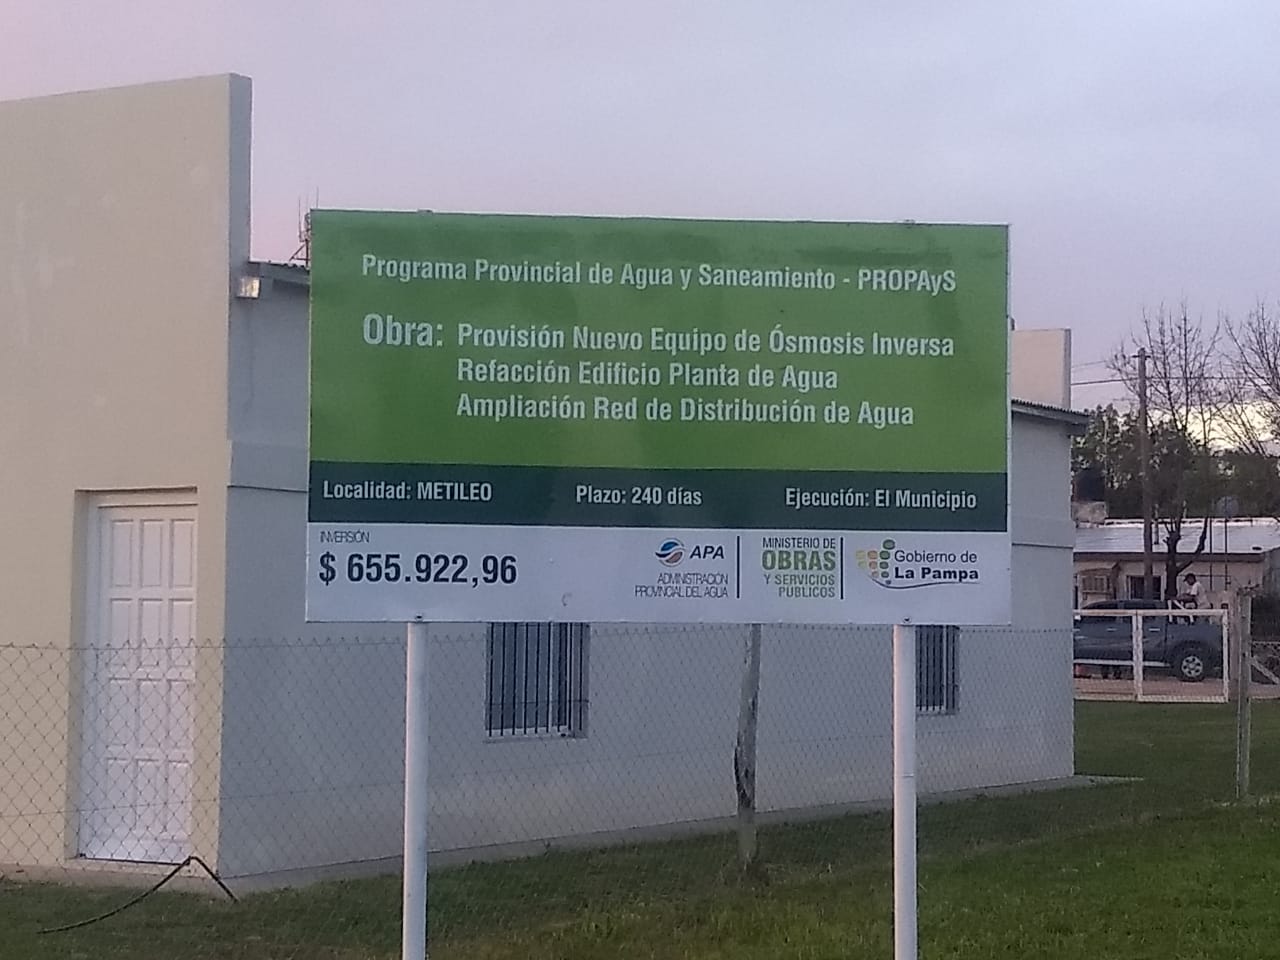 Programa Provincial de Agua y Saneamiento - PROPAyS
Obra: Provisión Nuevo Equipo de Ósmosis Inversa
Refacción Edificio Planta de Agua
Ampliación Red de Distribución de Agua
Localidad: METILEO Plazo: 240 días Ejecución: El Municipio
INVERSIÓN
$ 655.922,96
APA
ADMINISTRACIÓN
PROVINCIAL DEL AGUA
MINISTERIO DE
OBRAS
Y SERVICIOS
PÚBLICOS
Gobierno de
La Pampa